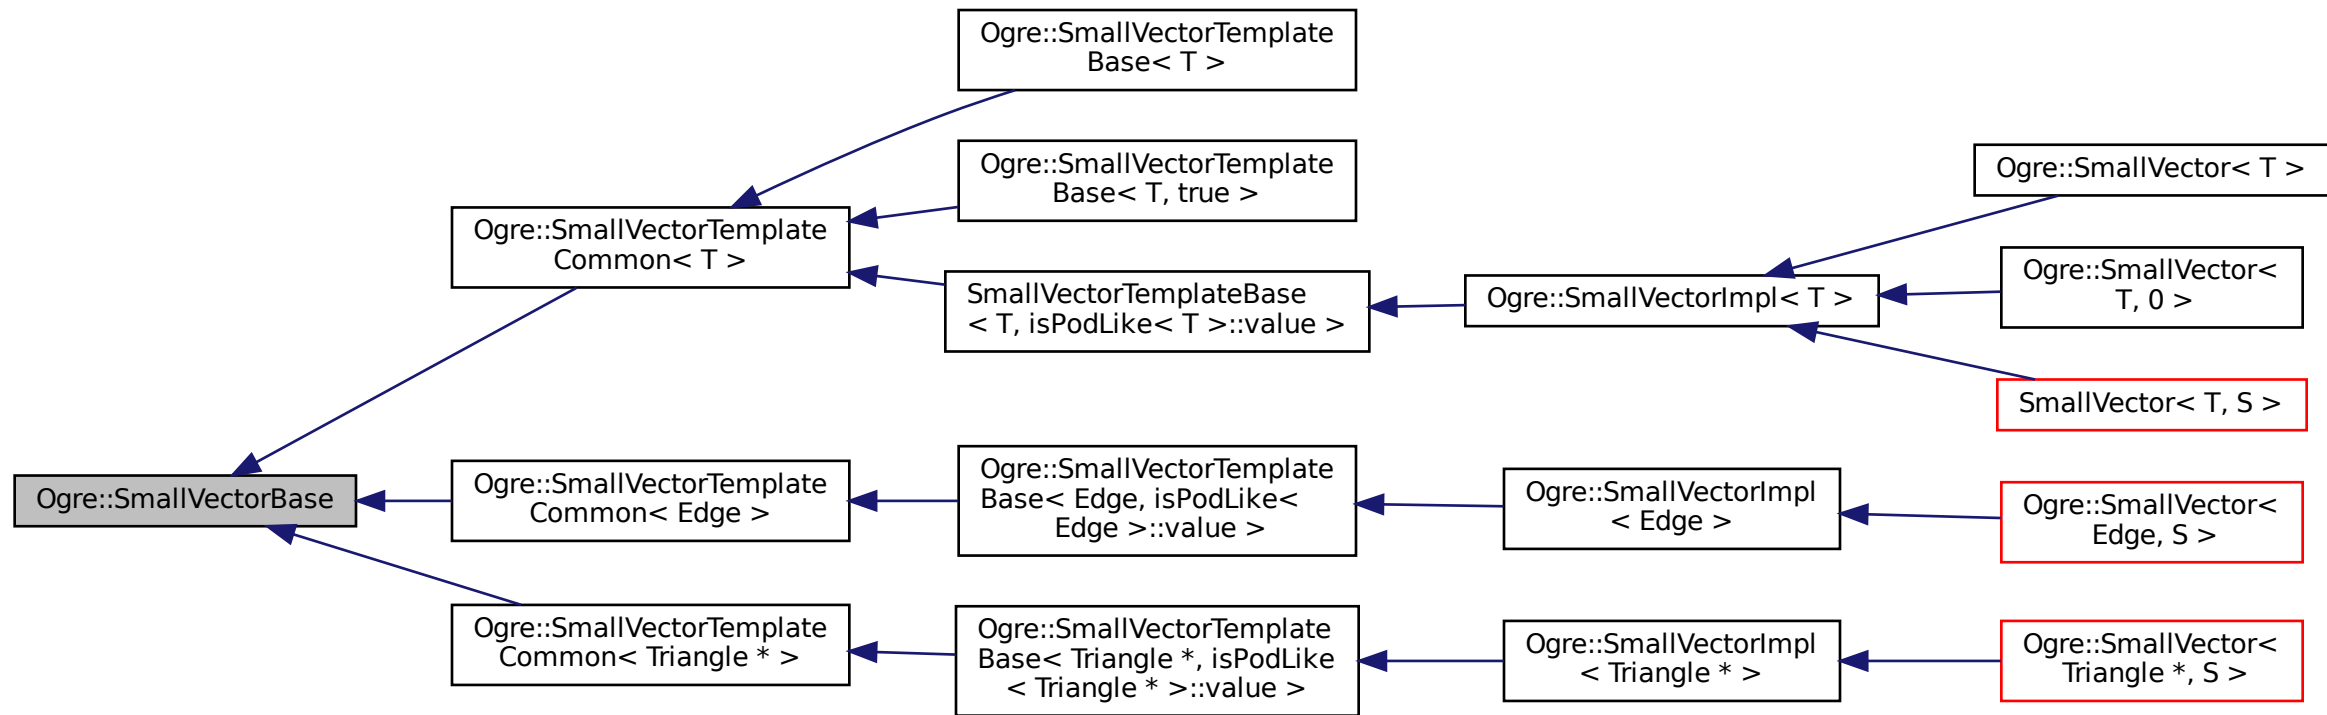 Ogre::SmallVectorTemplate
Base< T >
Ogre::SmallVectorTemplate
Base< T, true >
Ogre::SmallVector< T >
Ogre::SmallVectorTemplate
Common< T >
SmallVectorTemplateBase
< T, isPodLike< T >::value >
Ogre::SmallVectorImpl< T >
Ogre::SmallVector<
T, 0 >
SmallVector< T, S >
Ogre::SmallVectorBase
Ogre::SmallVectorTemplate
Common< Edge >
Ogre::SmallVectorTemplate
Base< Edge, isPodLike<
Edge >::value >
Ogre::SmallVectorImpl
< Edge >
Ogre::SmallVector<
Edge, S >
Ogre::SmallVectorTemplate
Common< Triangle * >
Ogre::SmallVectorTemplate
Base< Triangle *, isPodLike
< Triangle * >::value >
Ogre::SmallVectorImpl
< Triangle * >
Ogre::SmallVector<
Triangle *, S >